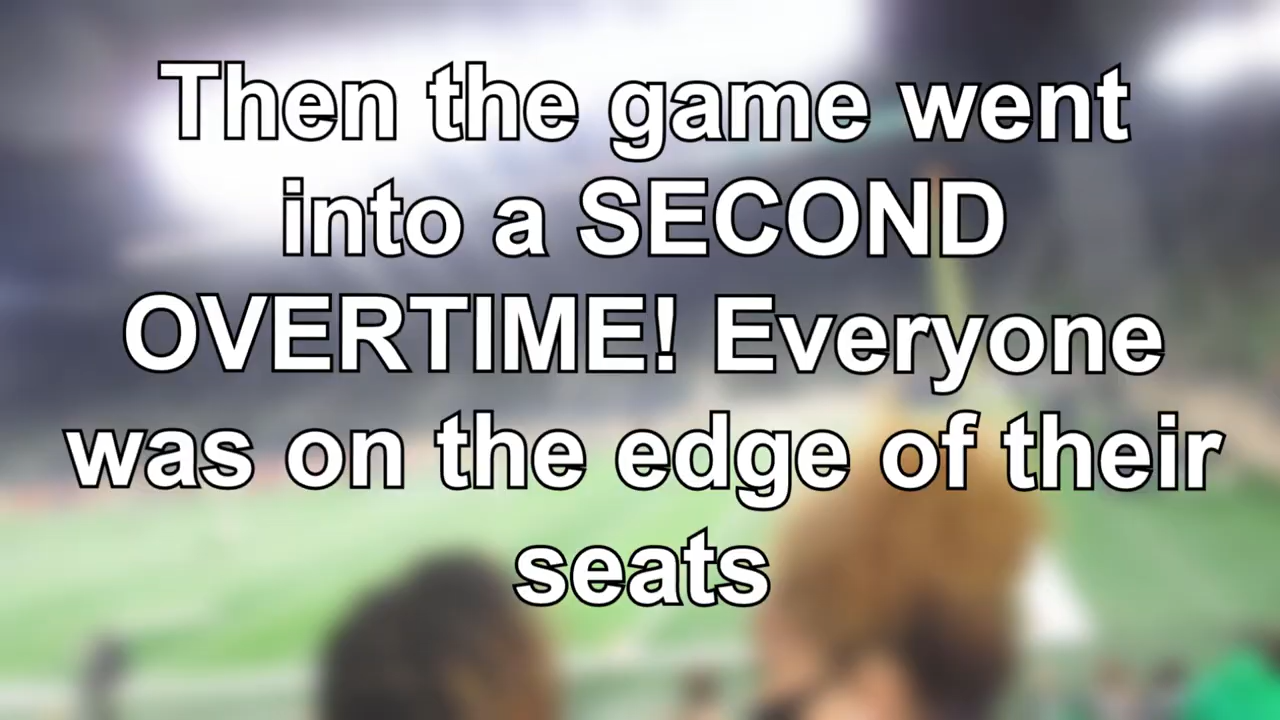 Then the game went
into a SECOND
OVERTIME! Everyone
was on the edge of their
seats